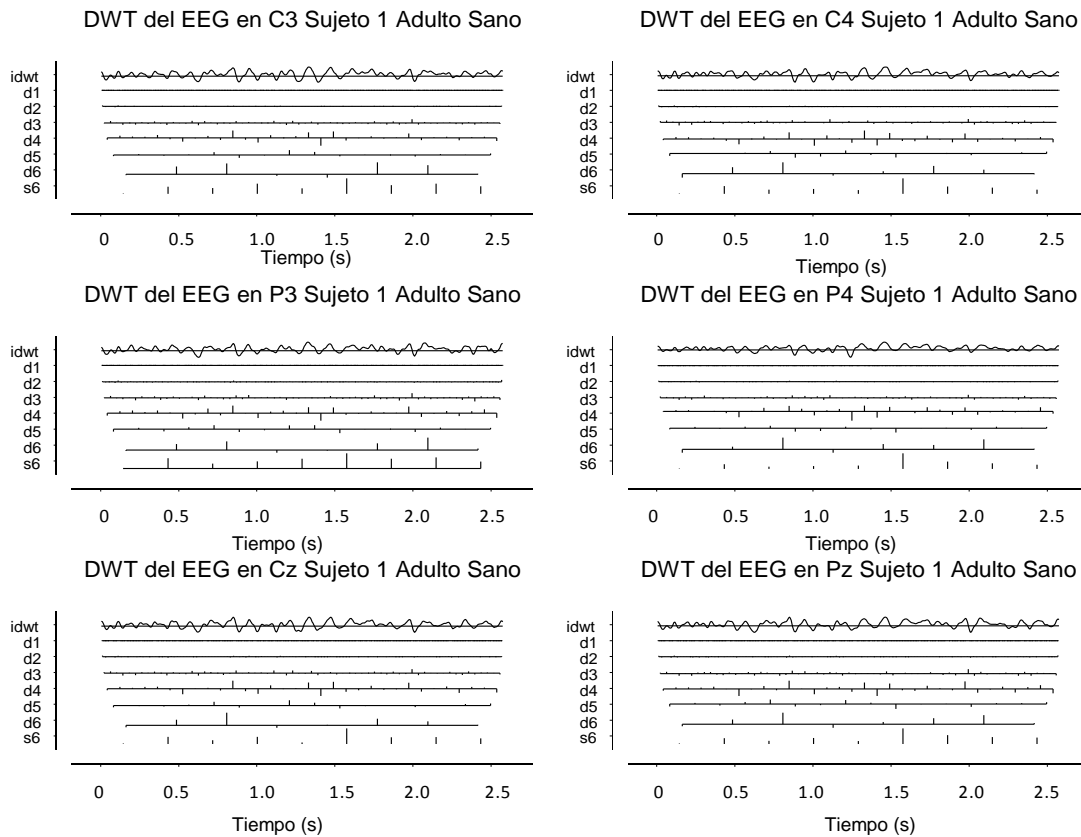 DWT del EEG en C3 Sujeto 1 Adulto Sano
idwt
d1
d2
d3
d4
d5
d6
s6
0 0.5 1.0 1.5 2.0 2.5
Tiempo (s)
DWT del EEG en C4 Sujeto 1 Adulto Sano
idwt
d1
d2
d3
d4
d5
d6
s6
0 0.5 1.0 1.5 2.0 2.5
Tiempo (s)
DWT del EEG en P3 Sujeto 1 Adulto Sano
idwt
d1
d2
d3
d4
d5
d6
s6
0 0.5 1.0 1.5 2.0 2.5
Tiempo (s)
DWT del EEG en P4 Sujeto 1 Adulto Sano
idwt
d1
d2
d3
d4
d5
d6
s6
0 0.5 1.0 1.5 2.0 2.5
Tiempo (s)
DWT del EEG en Cz Sujeto 1 Adulto Sano
idwt
d1
d2
d3
d4
d5
d6
s6
0 0.5 1.0 1.5 2.0 2.5
Tiempo (s)
DWT del EEG en Pz Sujeto 1 Adulto Sano
idwt
d1
d2
d3
d4
d5
d6
s6
0 0.5 1.0 1.5 2.0 2.5
Tiempo (s)